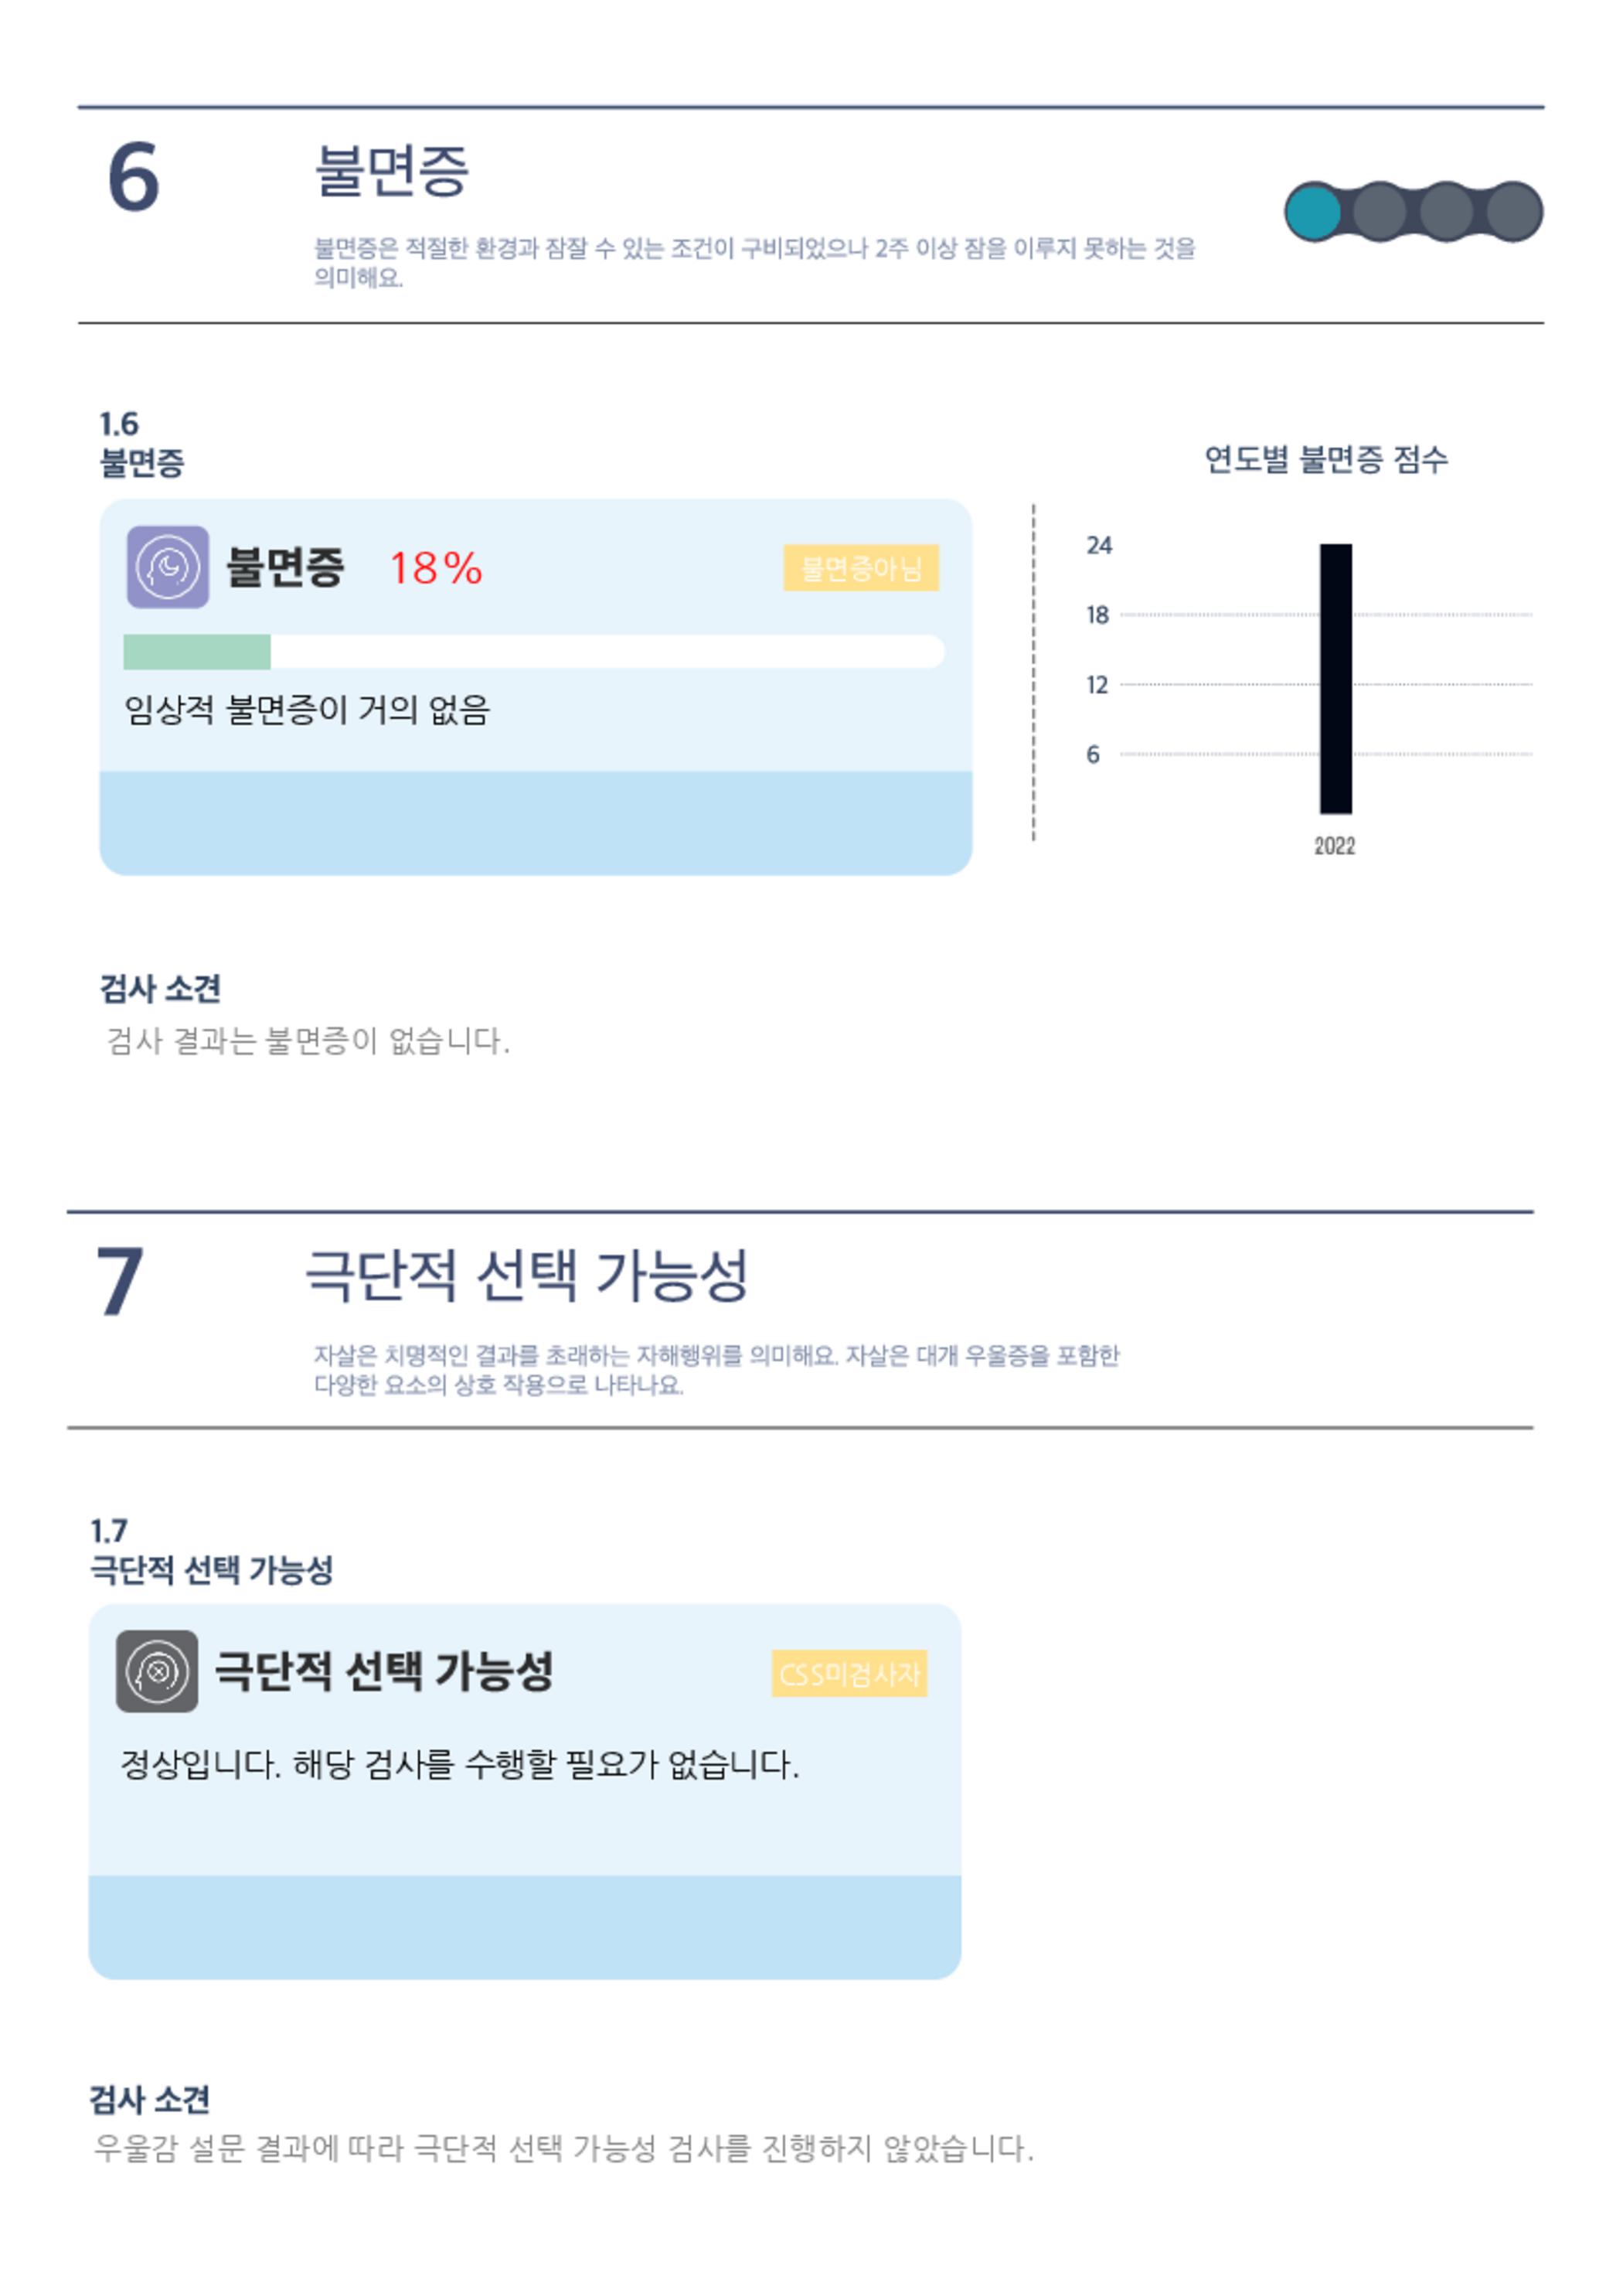 6
불면증
불면증은 적절한 환경과 잠잘 수 있는 조건이 구비되었으나 2주 이상 잠을 이루지 못하는 것을
의미해요.
1.6
불면증
불면증 18% 불면증아님
임상적 불면증이 거의 없음
연도별 불면증 점수
24
18
12
6
2022
검사 소견
검사 결과는 불면증이 없습니다.
7
극단적 선택 가능성
자살은 치명적인 결과를 초래하는 자해행위를 의미해요. 자살은 대개 우울증을 포함한
다양한 요소의 상호 작용으로 나타나요.
1.7
극단적 선택 가능성
극단적 선택 가능성 CSS미검사자
정상입니다. 해당 검사를 수행할 필요가 없습니다.
검사 소견
우울감 설문 결과에 따라 극단적 선택 가능성 검사를 진행하지 않았습니다.